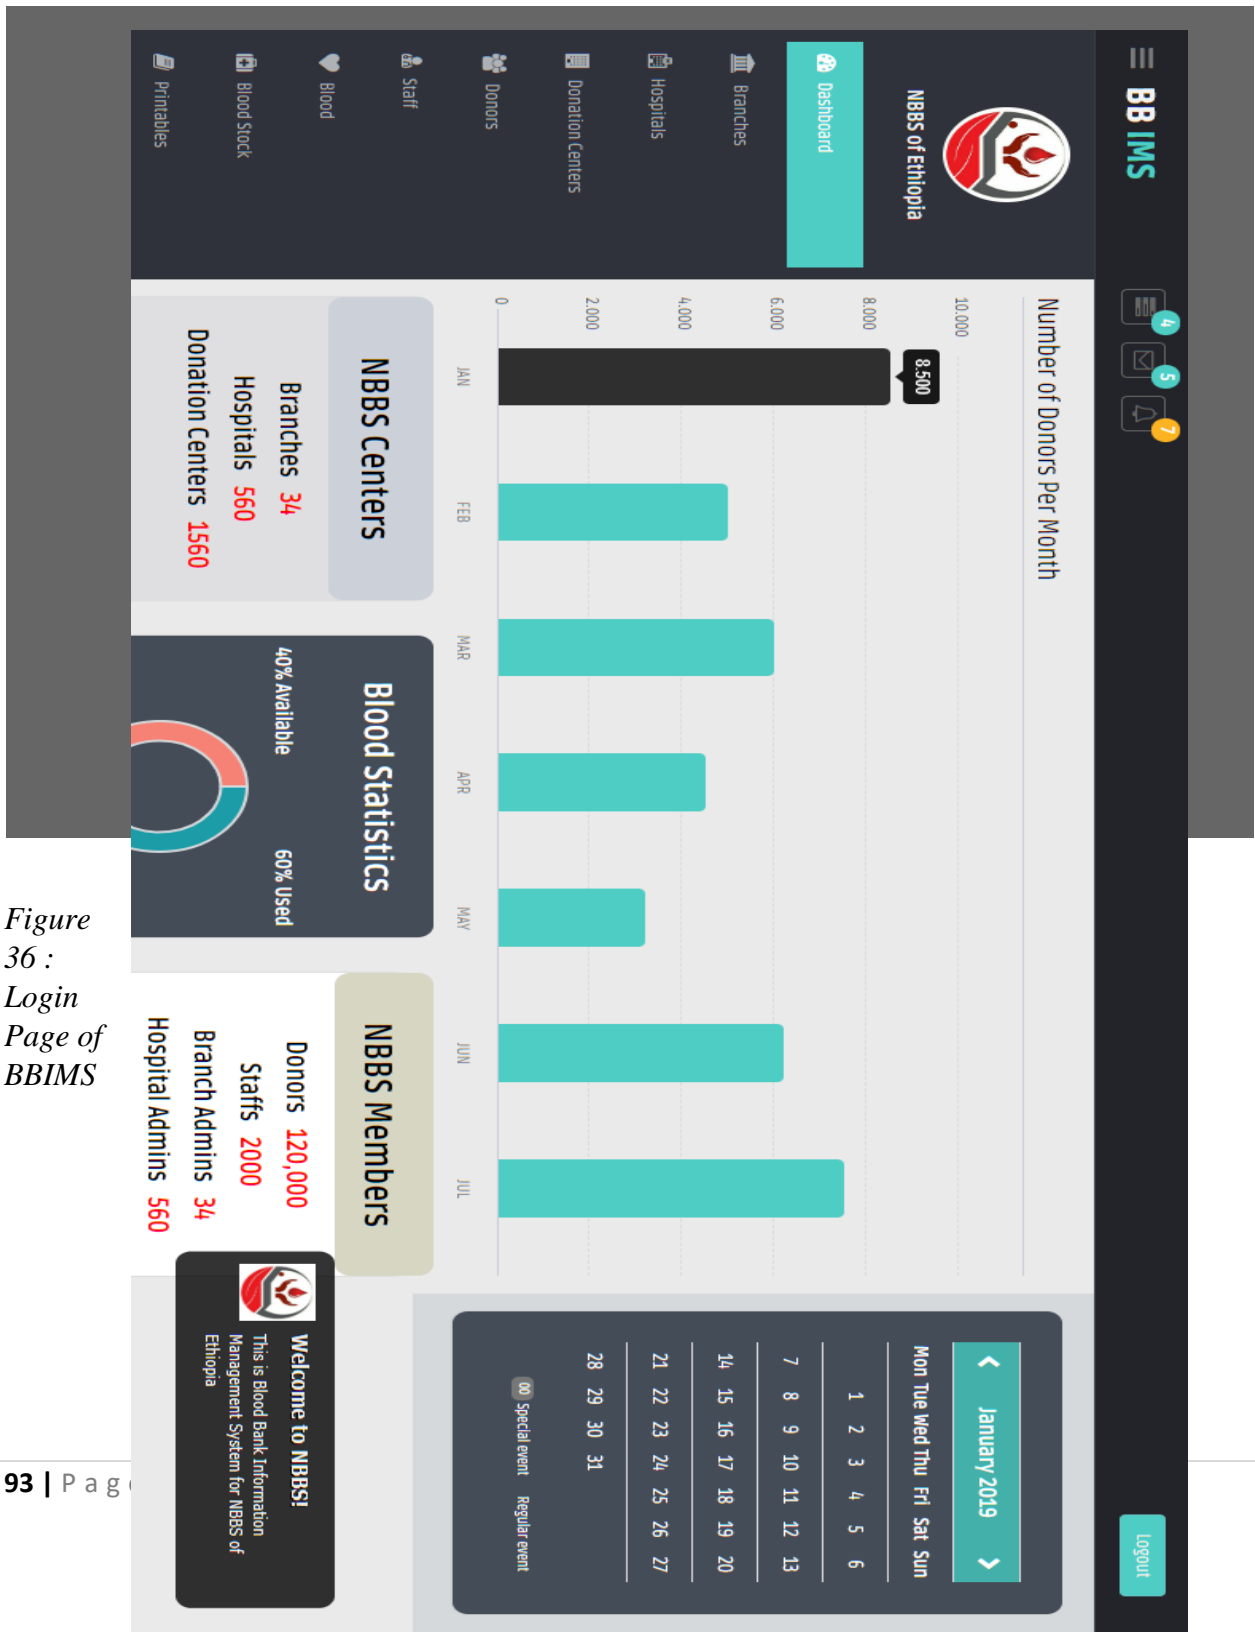 BB IMS
4
5
7
Logout
NBBS of Ethiopia
Dashboard
Branches
Hospitals
Donation Centers
Donors
Staff
Blood
Blood Stock
Printables
Number of Donors Per Month
10.000
8.000
6.000
4.000
2.000
0
8.500
JAN FEB MAR APR MAY JUN JUL
January 2019
Mon Tue Wed Thu Fri Sat Sun
1 2 3 4 5 6
7 8 9 10 11 12 13
14 15 16 17 18 19 20
21 22 23 24 25 26 27
28 29 30 31
00 Special event Regular event
NBBS Centers
Branches 34
Hospitals 560
Donation Centers 1560
Blood Statistics
40% Available 60% Used
NBBS Members
Donors 120,000
Staffs 2000
Branch Admins 34
Hospital Admins 560
Welcome to NBBS!
This is Blood Bank Information
Management System for NBBS of
Ethiopia
Figure
36 :
Login
Page of
BBIMS
93 | P a g